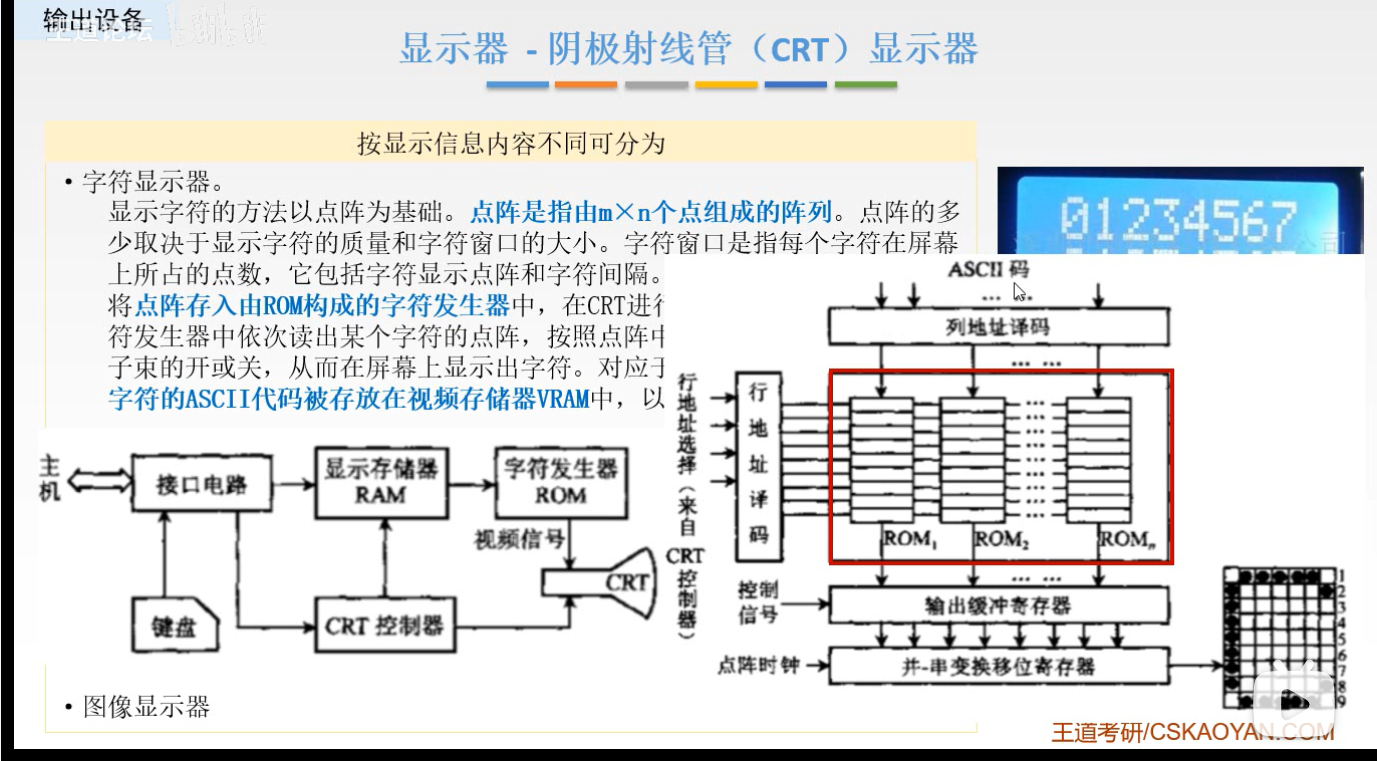 输出设备
王道论坛
显示器 - 阴极射线管（CRT）显示器
按显示信息内容不同可分为
• 字符显示器。
显示字符的方法以点阵为基础。点阵是指由m×n个点组成的阵列。点阵的多
少取决于显示字符的质量和字符窗口的大小。字符窗口是指每个字符在屏幕
上所占的点数，它包括字符显示点阵和字符间隔。
将点阵存入由ROM构成的字符发生器中，在CRT进行
符发生器中依次读出某个字符的点阵，按照点阵中
子束的开或关，从而在屏幕上显示出字符。对应于
字符的ASCII代码被存放在视频存储器VRAM中，以
01234567
主机
接口电路
显示存储器
RAM
字符发生器
ROM
视频信号
CRT
键盘
CRT 控制器
ASCII 码
... ...
列地址译码
... ...
行地址选择（来自CRT控制器）
行地址译码
ROM1
ROM2
ROMn
... ...
控制
信号
输出缓冲寄存器
点阵时钟
并-串变换移位寄存器
1
2
3
4
5
6
7
8
9
• 图像显示器
王道考研/CSKAOYAN.COM